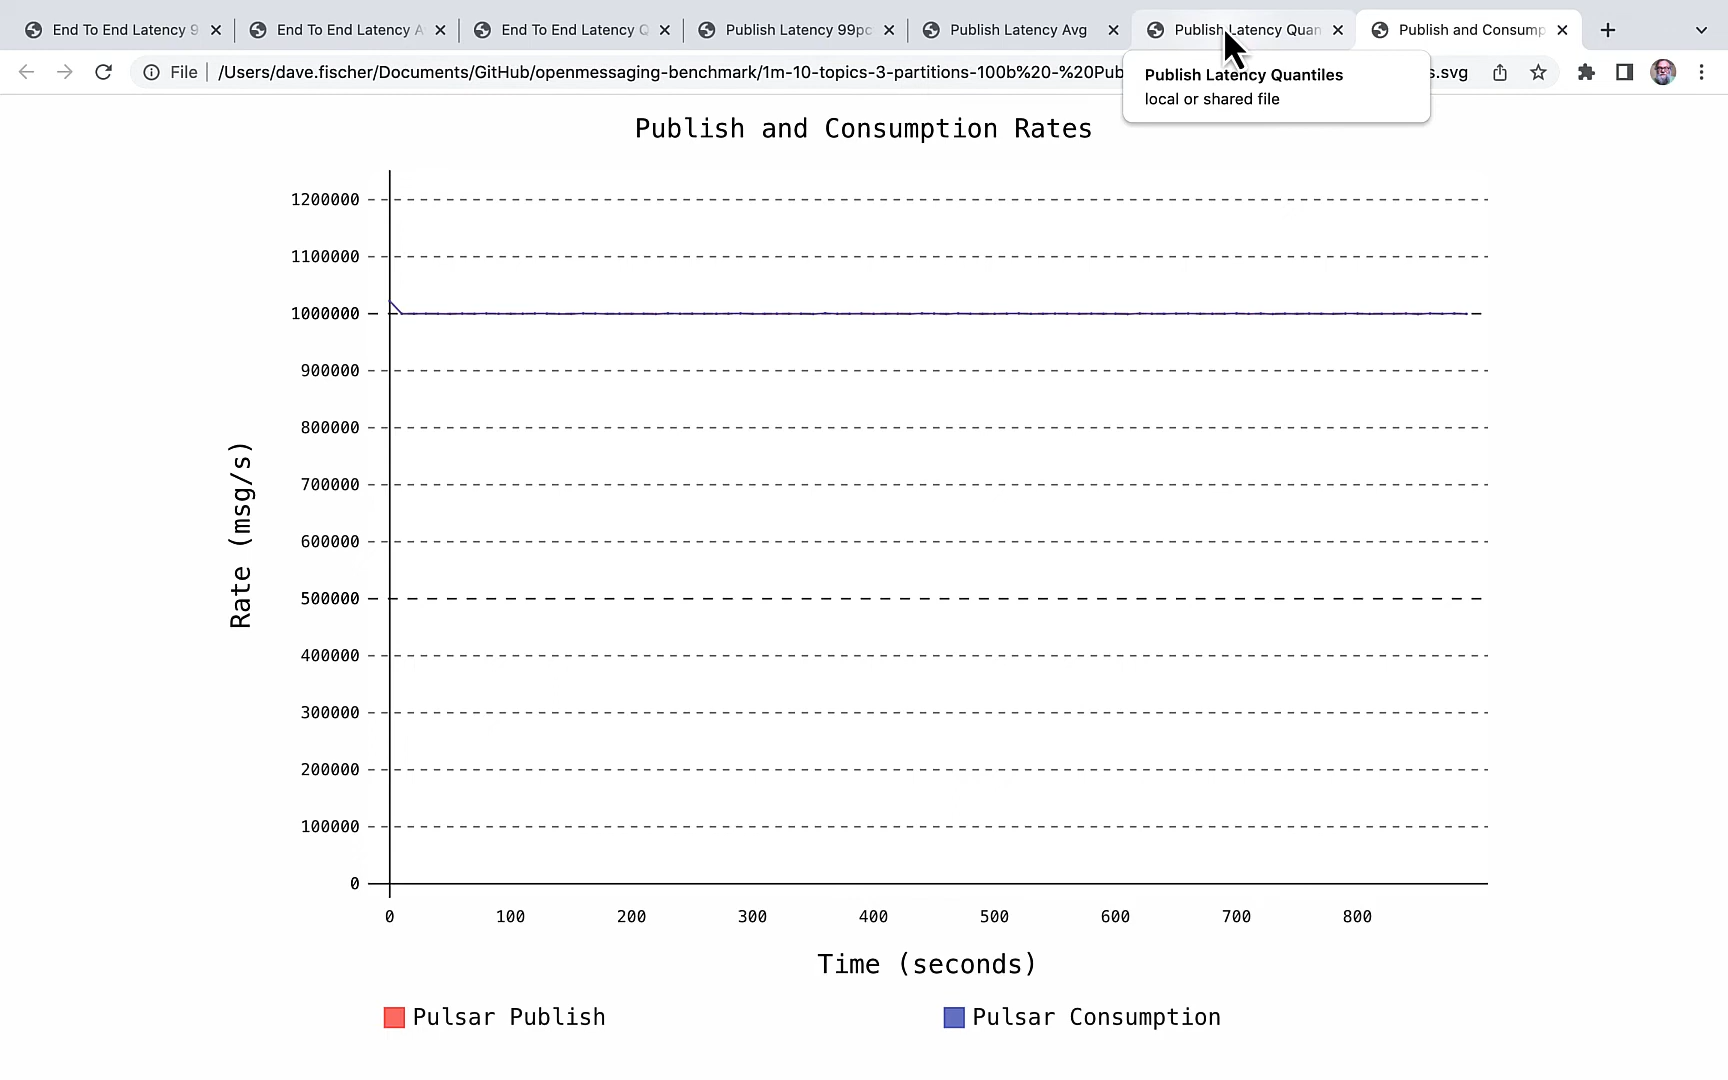 End To End Latency 9
End To End Latency A
End To End Latency Q
Publish Latency 99pc
Publish Latency Avg
Publish Latency Quan
Publish and Consump
File
/Users/dave.fischer/Documents/GitHub/openmessaging-benchmark/1m-10-topics-3-partitions-100b%20-%20Pub
s.svg
Publish Latency Quantiles
local or shared file
Publish and Consumption Rates
1200000
1100000
1000000
900000
800000
700000
600000
500000
400000
300000
200000
100000
0
Rate (msg/s)
0 100 200 300 400 500 600 700 800
Time (seconds)
Pulsar Publish
Pulsar Consumption